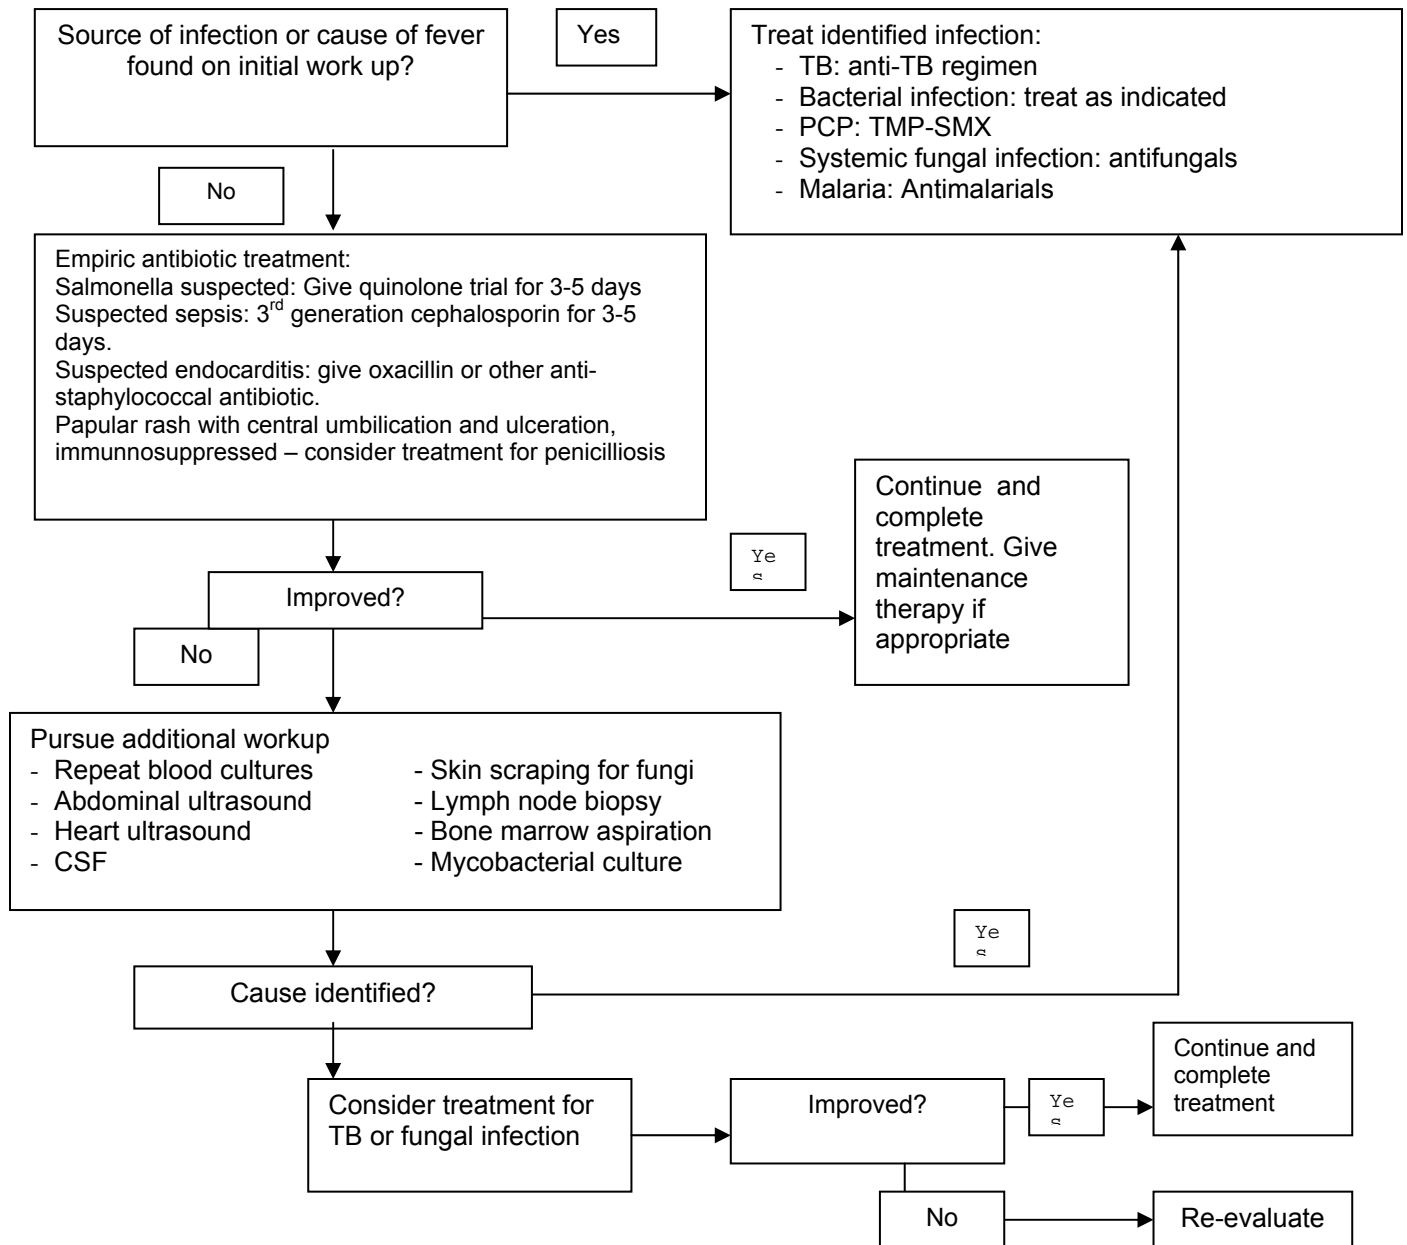 Source of infection or cause of fever
found on initial work up?
Yes
Treat identified infection:
- TB: anti-TB regimen
- Bacterial infection: treat as indicated
- PCP: TMP-SMX
- Systemic fungal infection: antifungals
- Malaria: Antimalarials
No
Empiric antibiotic treatment:
Salmonella suspected: Give quinolone trial for 3-5 days
Suspected sepsis: 3rd generation cephalosporin for 3-5
days.
Suspected endocarditis: give oxacillin or other anti-
staphylococcal antibiotic.
Papular rash with central umbilication and ulceration,
immunnosuppressed – consider treatment for penicilliosis
Improved?
Yes
Continue and
complete
treatment. Give
maintenance
therapy if
appropriate
No
Pursue additional workup
- Repeat blood cultures
- Abdominal ultrasound
- Heart ultrasound
- CSF
- Skin scraping for fungi
- Lymph node biopsy
- Bone marrow aspiration
- Mycobacterial culture
Cause identified?
Yes
Consider treatment for
TB or fungal infection
Improved?
Yes
Continue and
complete
treatment
No
Re-evaluate